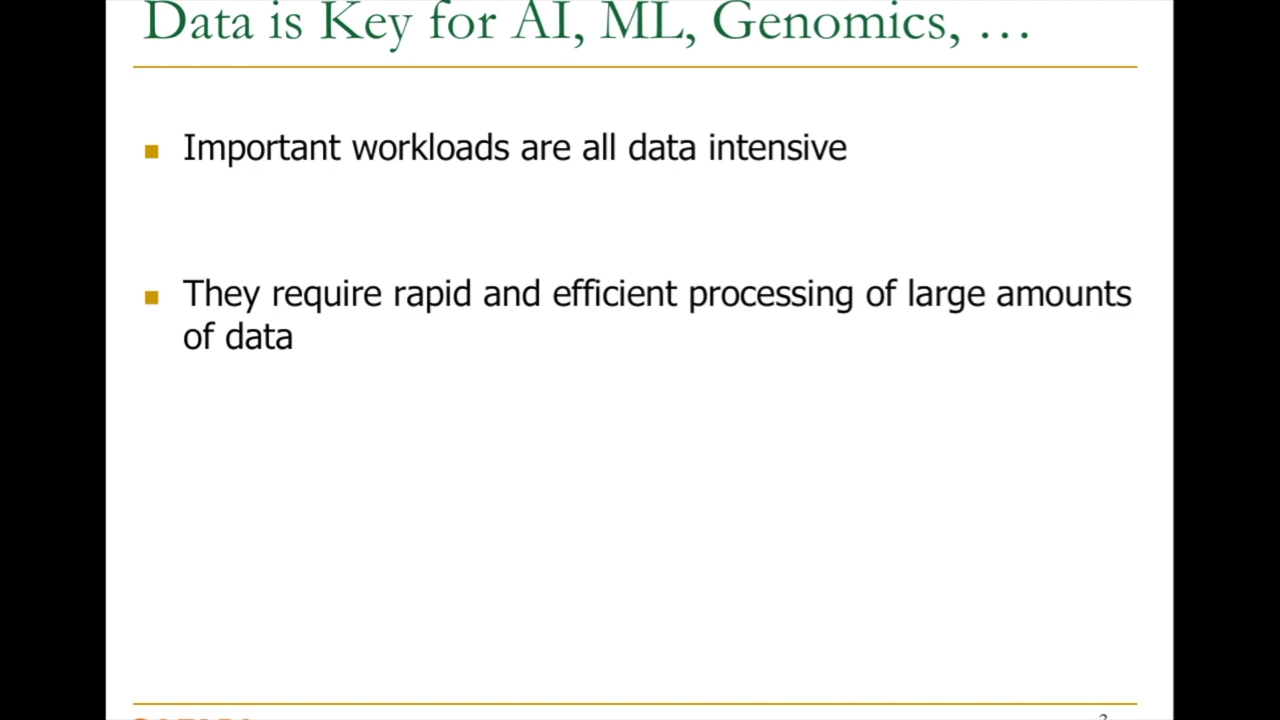 Data is Key for AI, ML, Genomics, …
Important workloads are all data intensive
They require rapid and efficient processing of large amounts
of data